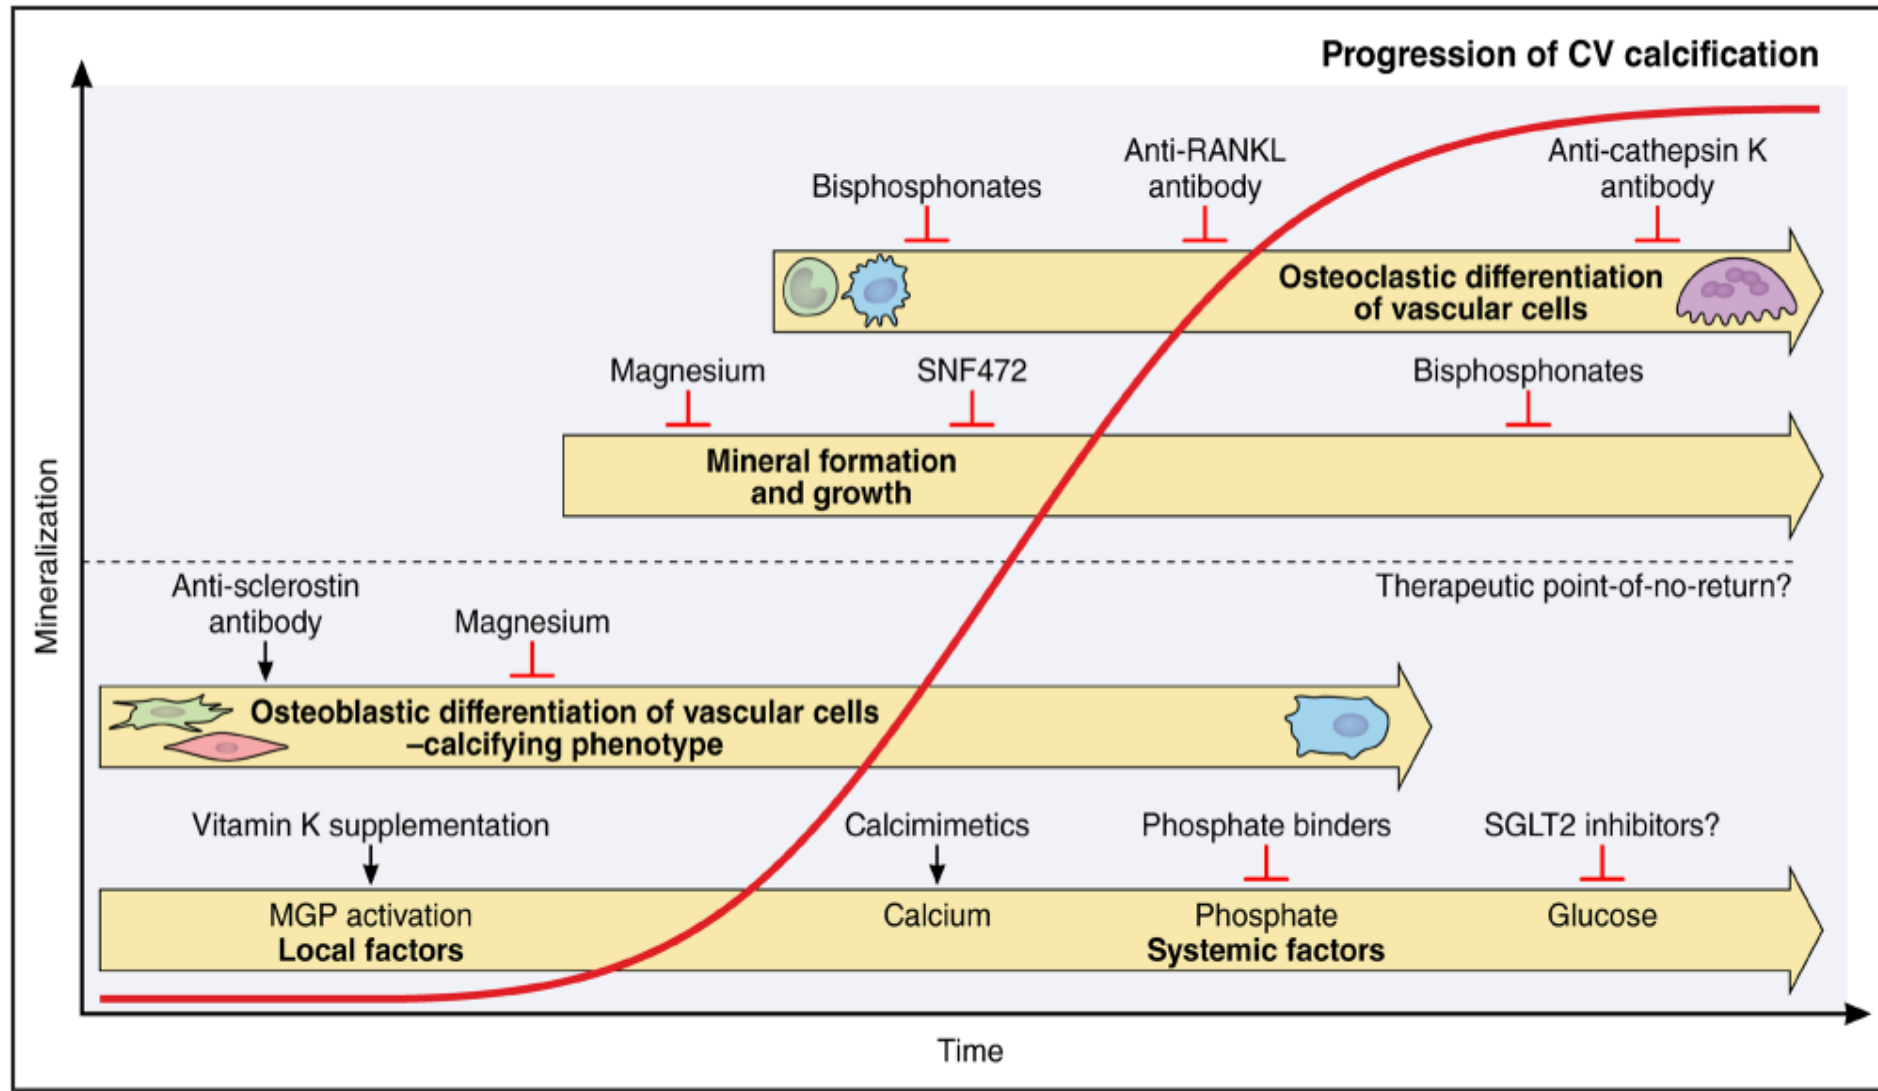 Progression of CV calcification
Anti-RANKL
antibody
Anti-cathepsin K
antibody
Bisphosphonates
Osteoclastic differentiation
of vascular cells
Magnesium
SNF472
Bisphosphonates
Mineral formation
and growth
Mineralization
Therapeutic point-of-no-return?
Anti-sclerostin
antibody
Magnesium
Osteoblastic differentiation of vascular cells
–calcifying phenotype
Vitamin K supplementation
Calcimimetics
Phosphate binders
SGLT2 inhibitors?
MGP activation
Local factors
Calcium
Phosphate
Systemic factors
Glucose
Time